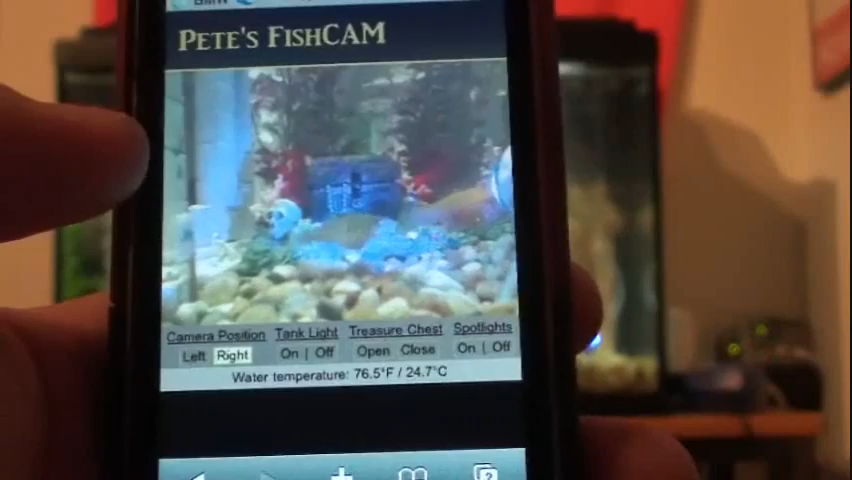 PETE'S FISHCAM
Camera Position Tank Light Treasure Chest Spotlights
Left Right On | Off Open Close On | Off
Water temperature: 76.5°F / 24.7°C